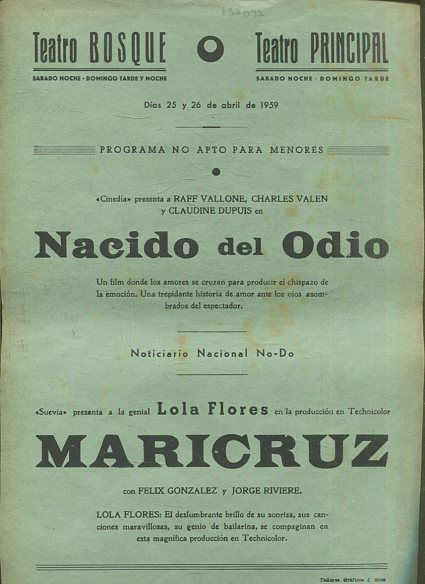 137072
Teatro BOSQUE
SABADO NOCHE - DOMINGO TARDE Y NOCHE
Teatro PRINCIPAL
SABADO NOCHE - DOMINGO TARDE
Días 25 y 26 de abril de 1959
PROGRAMA NO APTO PARA MENORES
«Cinedia» presenta a RAFF VALLONE, CHARLES VALEN
y CLAUDINE DUPUIS en
Nacido del Odio
Un film donde los amores se cruzan para producir el chispazo de
la emoción. Una trepidante historia de amor ante los ojos asom-
brados del espectador.
Noticiario Nacional No-Do
«Suevia» presenta a la genial Lola Flores en la producción en Technicolor
MARICRUZ
con FELIX GONZALEZ y JORGE RIVIERE.
LOLA FLORES: El deslumbrante brillo de su sonrisa, sus can-
ciones maravillosas, su genio de bailarina, se compaginan en
esta magnífica producción en Technicolor.
Talleres Gráficos J.